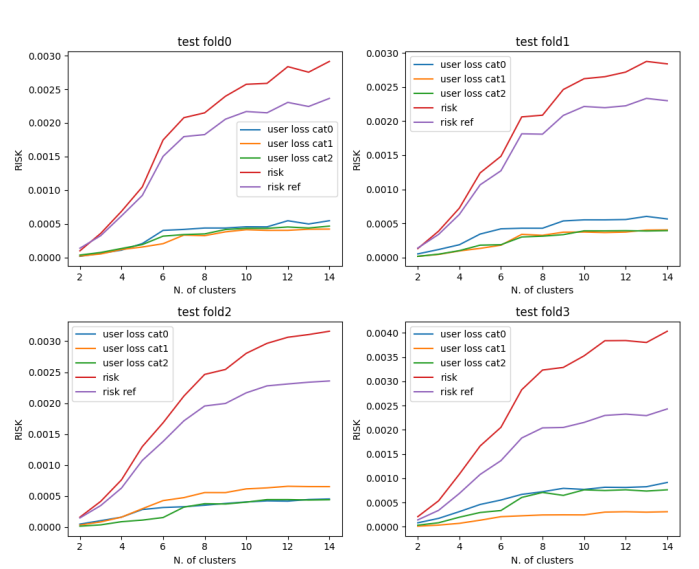 test fold0
0.0030
0.0025
0.0020
0.0015
0.0010
0.0005
0.0000
RISK
user loss cat0
user loss cat1
user loss cat2
risk
risk ref
2 4 6 8 10 12 14
N. of clusters
test fold1
0.0030
0.0025
0.0020
0.0015
0.0010
0.0005
0.0000
RISK
user loss cat0
user loss cat1
user loss cat2
risk
risk ref
2 4 6 8 10 12 14
N. of clusters
test fold2
0.0030
0.0025
0.0020
0.0015
0.0010
0.0005
0.0000
RISK
user loss cat0
user loss cat1
user loss cat2
risk
risk ref
2 4 6 8 10 12 14
N. of clusters
test fold3
0.0040
0.0035
0.0030
0.0025
0.0020
0.0015
0.0010
0.0005
0.0000
RISK
user loss cat0
user loss cat1
user loss cat2
risk
risk ref
2 4 6 8 10 12 14
N. of clusters